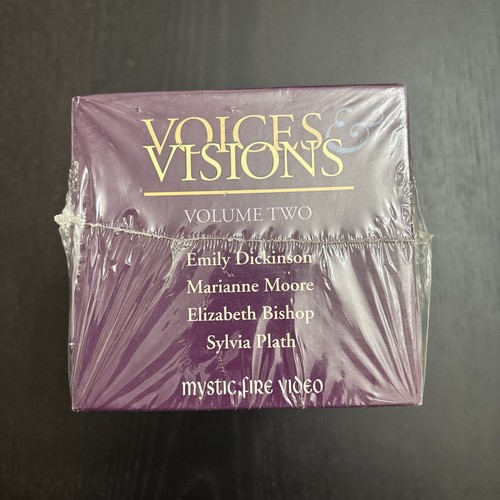 VOICES &
VISIONS
VOLUME TWO
Emily Dickinson
Marianne Moore
Elizabeth Bishop
Sylvia Plath
mystic fire video